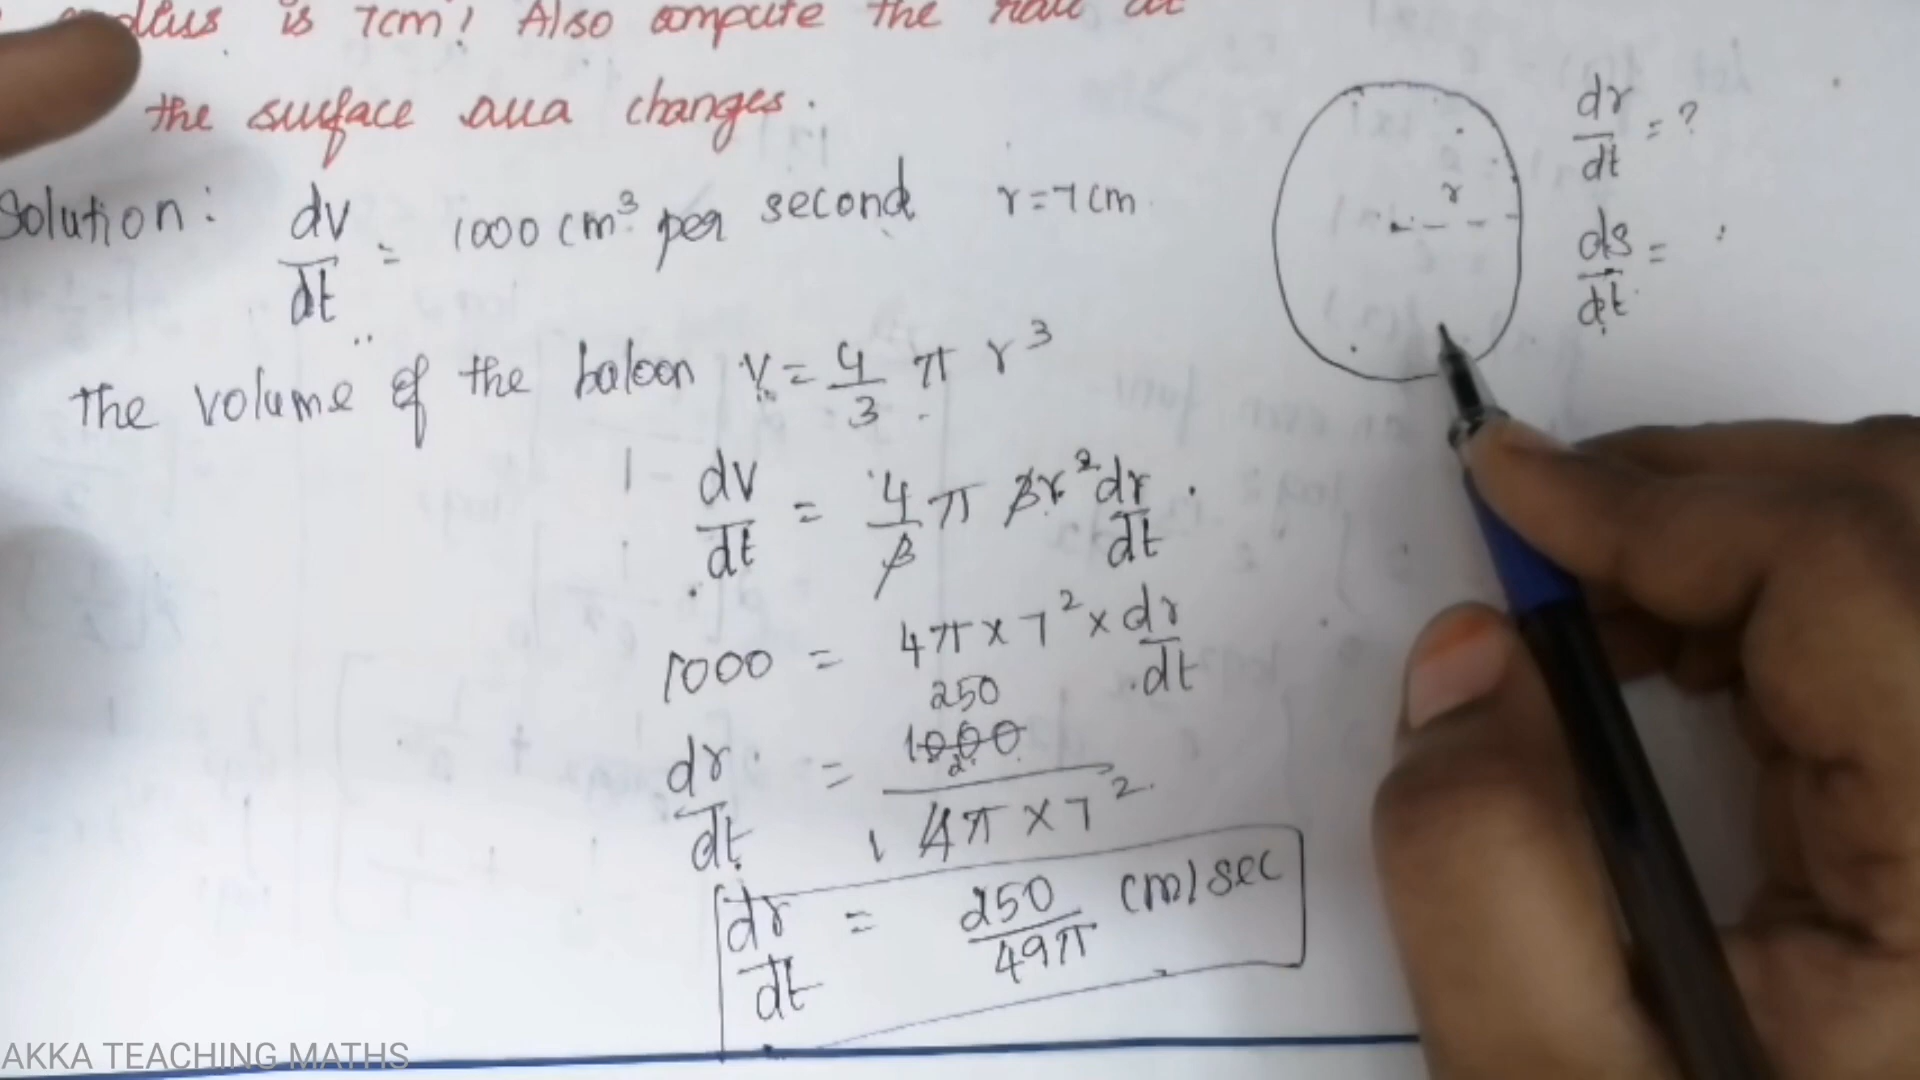 is 7cm? Also compute the
the surface area changes.
Solution: dv/dt = 1000 cm³ per second r=7cm
dr/dt = ?
r
ds/dt =
The volume of the baloon V = 4/3 π r³
dv/dt = 4/3 π 3r² dr/dt
1000 = 4π x 7² x dr/dt
250
dr/dt = 1000 / 4π x 7²
dr/dt = 250/49π cm/sec
AKKA TEACHING MATHS